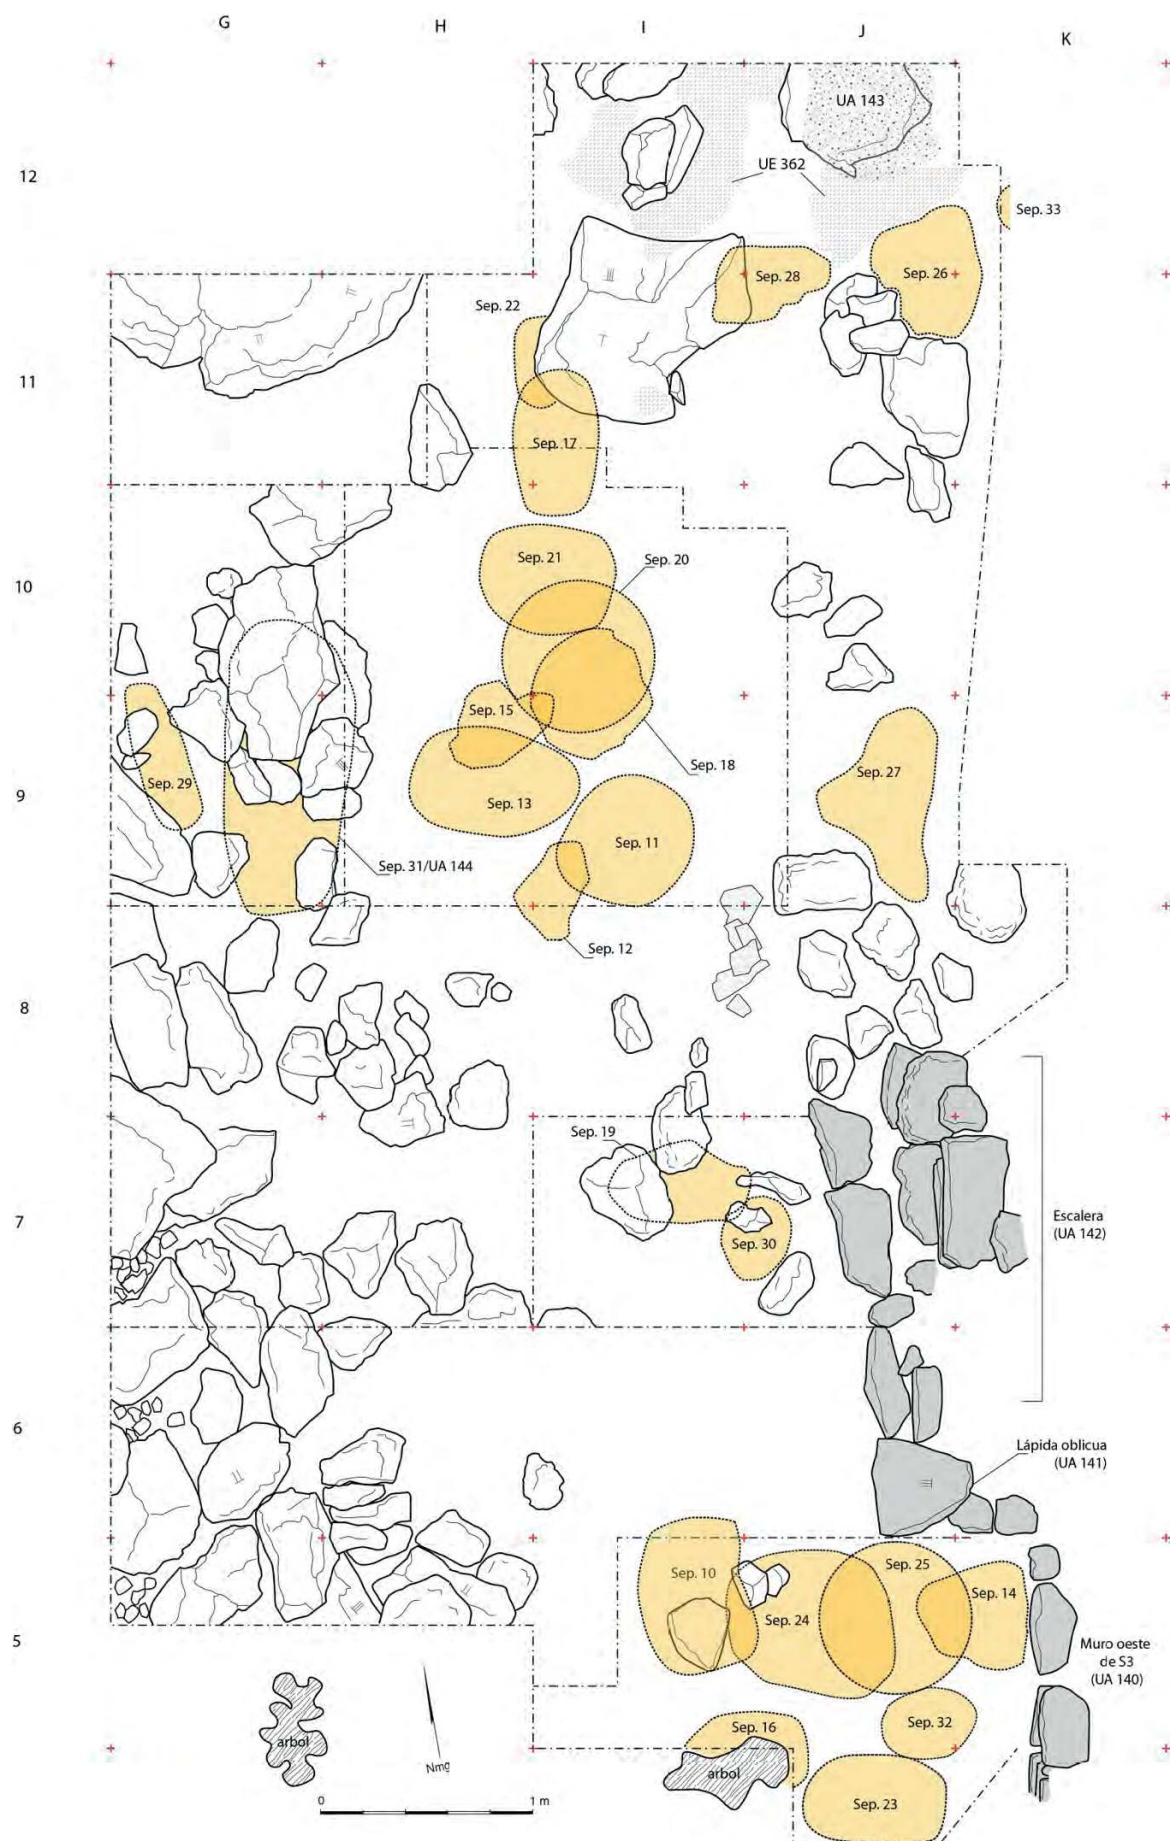 G
H
I
J
K
UA 143
12
UE 362
Sep. 33
Sep. 28
Sep. 26
Sep. 22
11
Sep. 17
Sep. 21
Sep. 20
10
Sep. 15
Sep. 18
Sep. 27
Sep. 29
9
Sep. 13
Sep. 11
Sep. 31/UA 144
Sep. 12
8
Sep. 19
7
Escalera
(UA 142)
Sep. 30
6
Lápida oblicua
(UA 141)
Sep. 10
Sep. 25
Sep. 14
Sep. 24
5
Muro oeste
de S3
(UA 140)
Sep. 16
Sep. 32
arbol
Nmg
arbol
Sep. 23
0
1 m